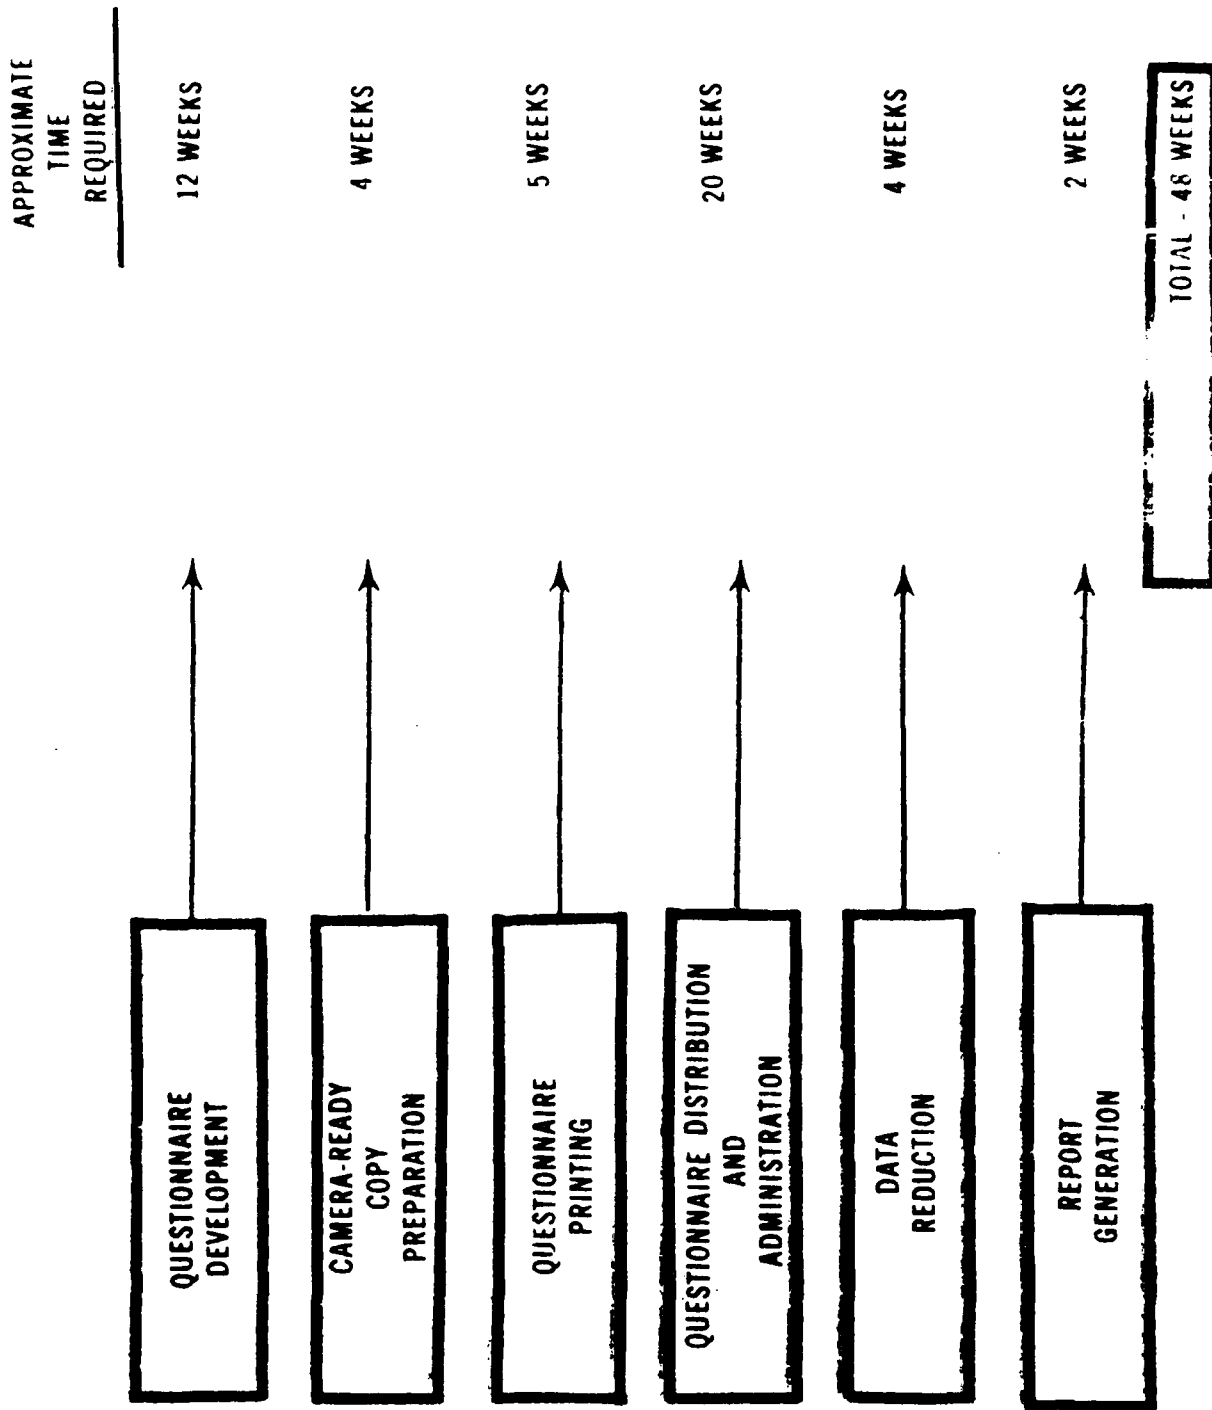 APPROXIMATE
TIME
REQUIRED
QUESTIONNAIRE
DEVELOPMENT
12 WEEKS
CAMERA-READY
COPY
PREPARATION
4 WEEKS
QUESTIONNAIRE
PRINTING
5 WEEKS
QUESTIONNAIRE DISTRIBUTION
AND
ADMINISTRATION
20 WEEKS
DATA
REDUCTION
4 WEEKS
REPORT
GENERATION
2 WEEKS
TOTAL - 48 WEEKS